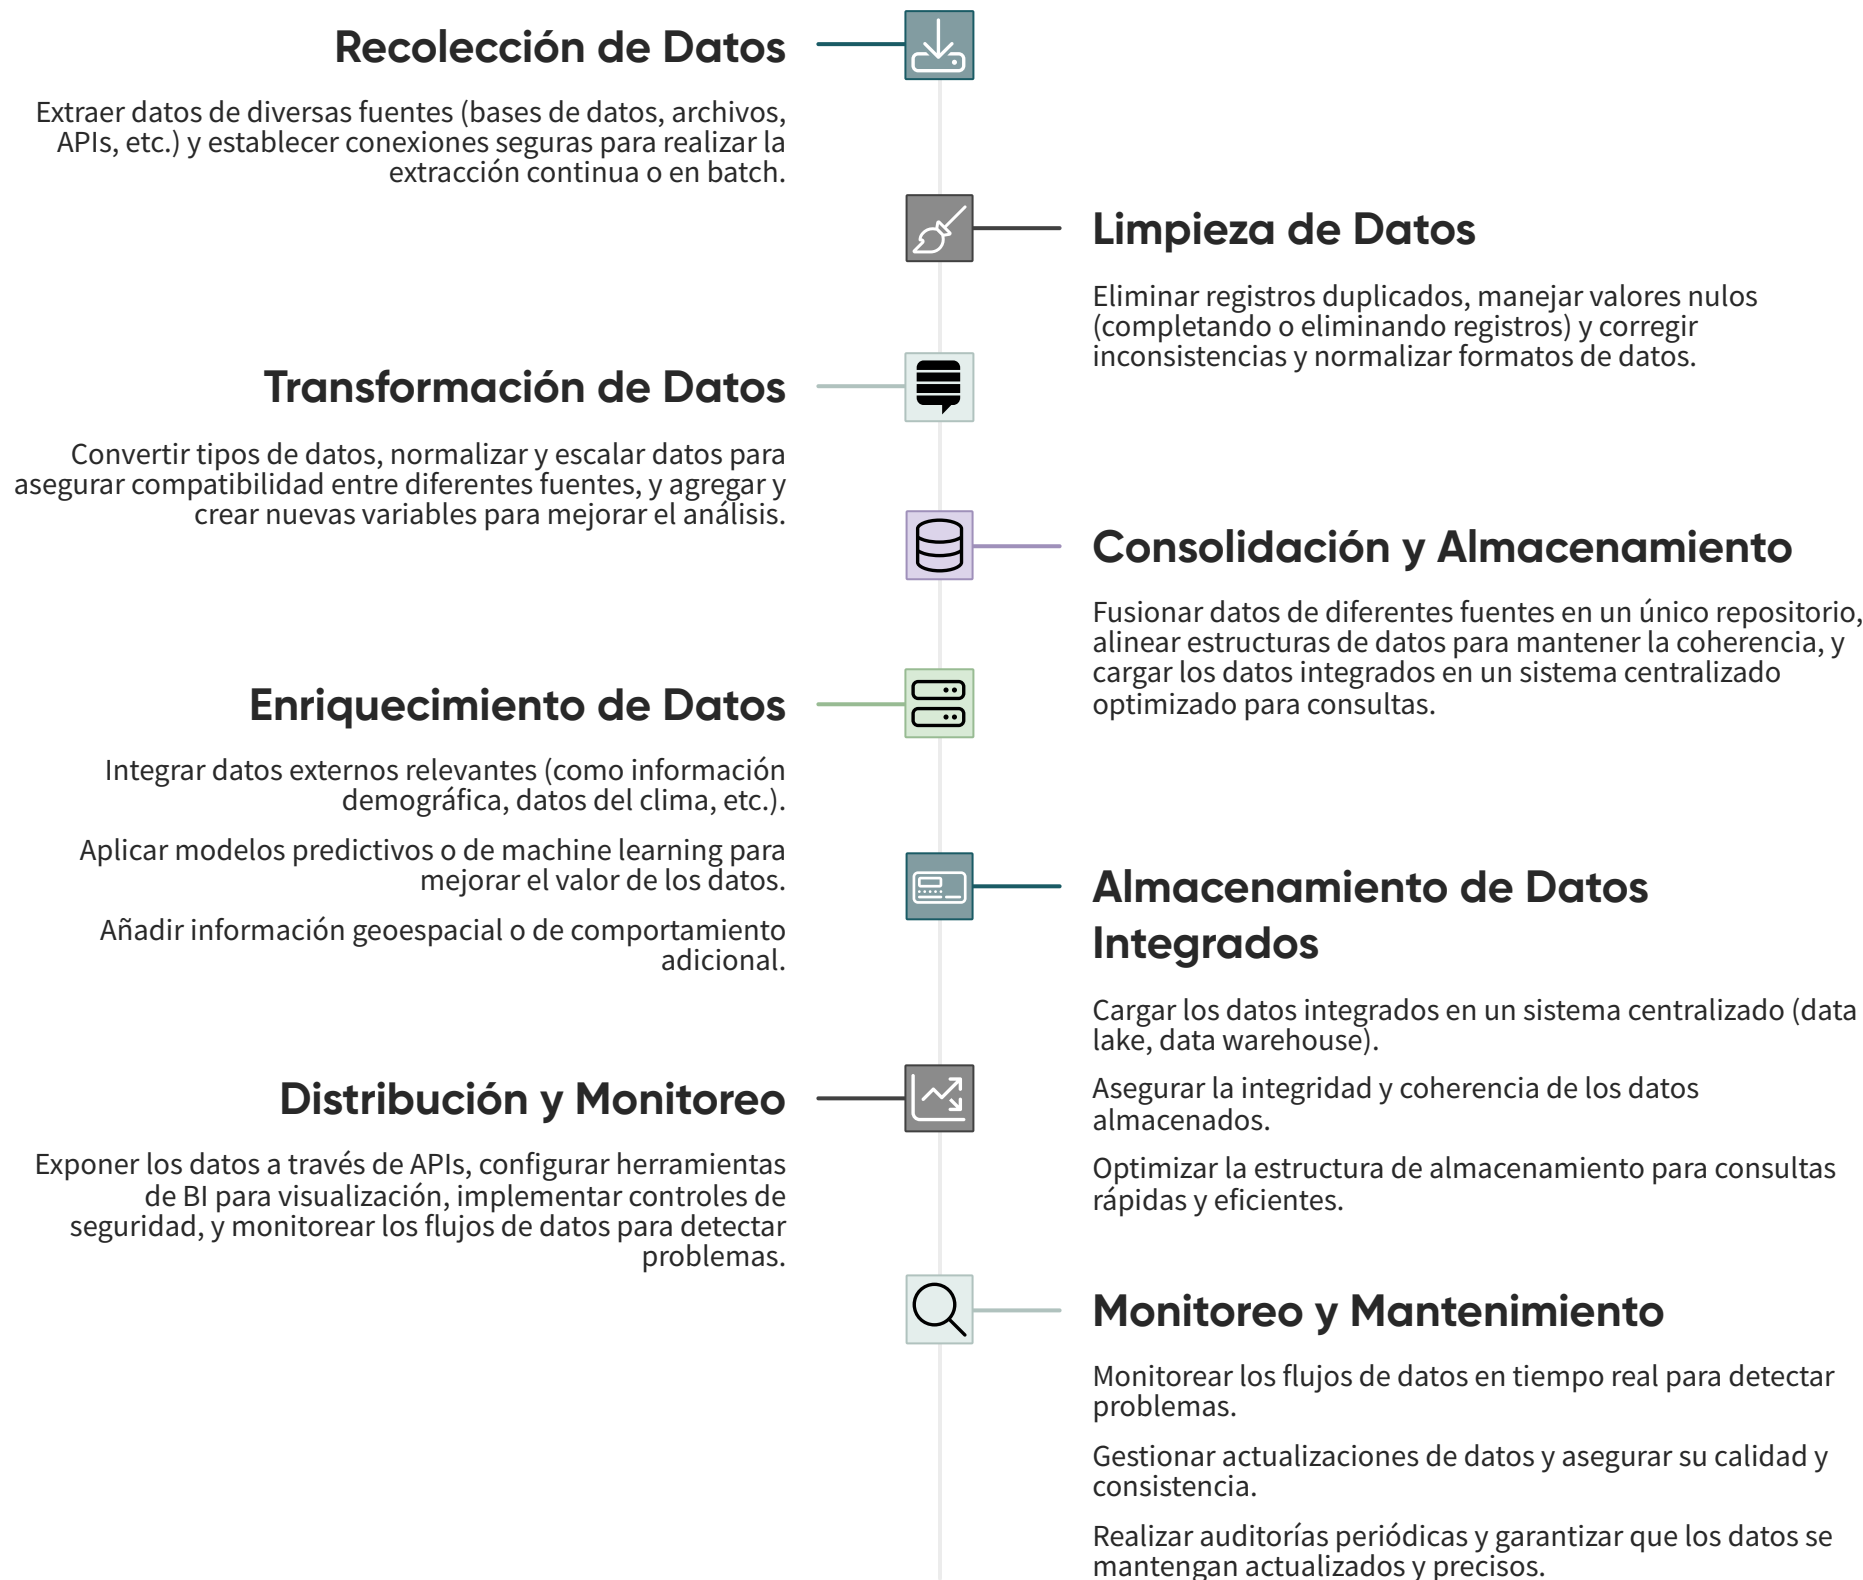 Recolección de Datos
Extraer datos de diversas fuentes (bases de datos, archivos,
APIs, etc.) y establecer conexiones seguras para realizar la
extracción continua o en batch.
Limpieza de Datos
Eliminar registros duplicados, manejar valores nulos
(completando o eliminando registros) y corregir
inconsistencias y normalizar formatos de datos.
Transformación de Datos
Convertir tipos de datos, normalizar y escalar datos para
asegurar compatibilidad entre diferentes fuentes, y agregar y
crear nuevas variables para mejorar el análisis.
Consolidación y Almacenamiento
Fusionar datos de diferentes fuentes en un único repositorio,
alinear estructuras de datos para mantener la coherencia, y
cargar los datos integrados en un sistema centralizado
optimizado para consultas.
Enriquecimiento de Datos
Integrar datos externos relevantes (como información
demográfica, datos del clima, etc.).
Aplicar modelos predictivos o de machine learning para
mejorar el valor de los datos.
Añadir información geoespacial o de comportamiento
adicional.
Almacenamiento de Datos
Integrados
Cargar los datos integrados en un sistema centralizado (data
lake, data warehouse).
Asegurar la integridad y coherencia de los datos
almacenados.
Optimizar la estructura de almacenamiento para consultas
rápidas y eficientes.
Distribución y Monitoreo
Exponer los datos a través de APIs, configurar herramientas
de BI para visualización, implementar controles de
seguridad, y monitorear los flujos de datos para detectar
problemas.
Monitoreo y Mantenimiento
Monitorear los flujos de datos en tiempo real para detectar
problemas.
Gestionar actualizaciones de datos y asegurar su calidad y
consistencia.
Realizar auditorías periódicas y garantizar que los datos se
mantengan actualizados y precisos.